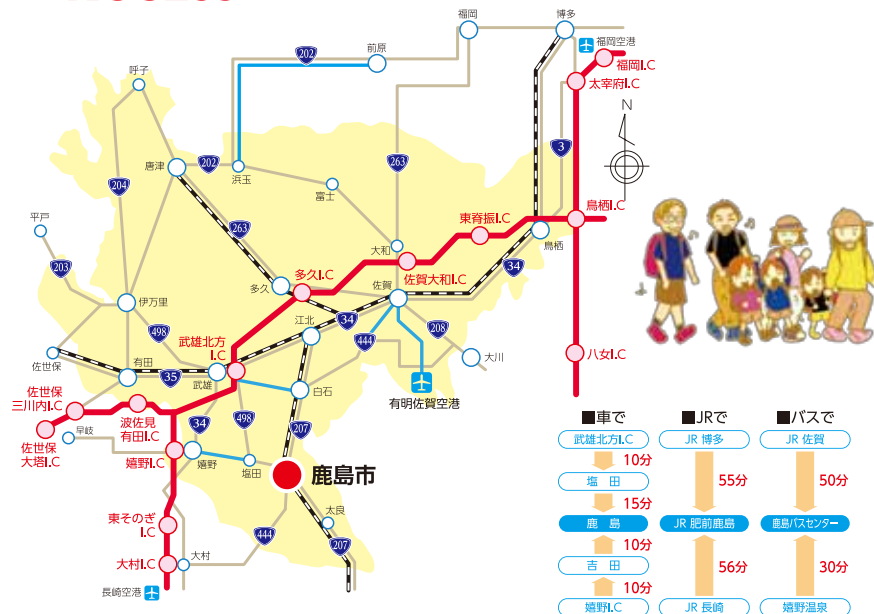 福岡
博多
福岡空港
202
前原
福岡I.C
太宰府I.C
呼子
N
263
3
202
204
唐津
浜玉
富士
鳥栖I.C
平戸
263
東脊振I.C
大和
鳥栖
203
多久I.C
佐賀大和I.C
34
多久
佐賀
伊万里
34
498
武雄北方
I.C
江北
208
444
大川
八女I.C
佐世保
有田
35
武雄
白石
有明佐賀空港
佐世保
三川内I.C
波佐見
有田I.C
34
498
207
早岐
佐世保
大塔I.C
嬉野I.C
嬉野
塩田
鹿島市
東そのぎ
I.C
太良
444
207
大村I.C
大村
長崎空港
■車で
武雄北方I.C
10分
塩田
15分
鹿島
10分
吉田
10分
嬉野I.C
■JRで
JR 博多
55分
JR 肥前鹿島
56分
JR 長崎
■バスで
JR 佐賀
50分
鹿島バスセンター
30分
嬉野温泉